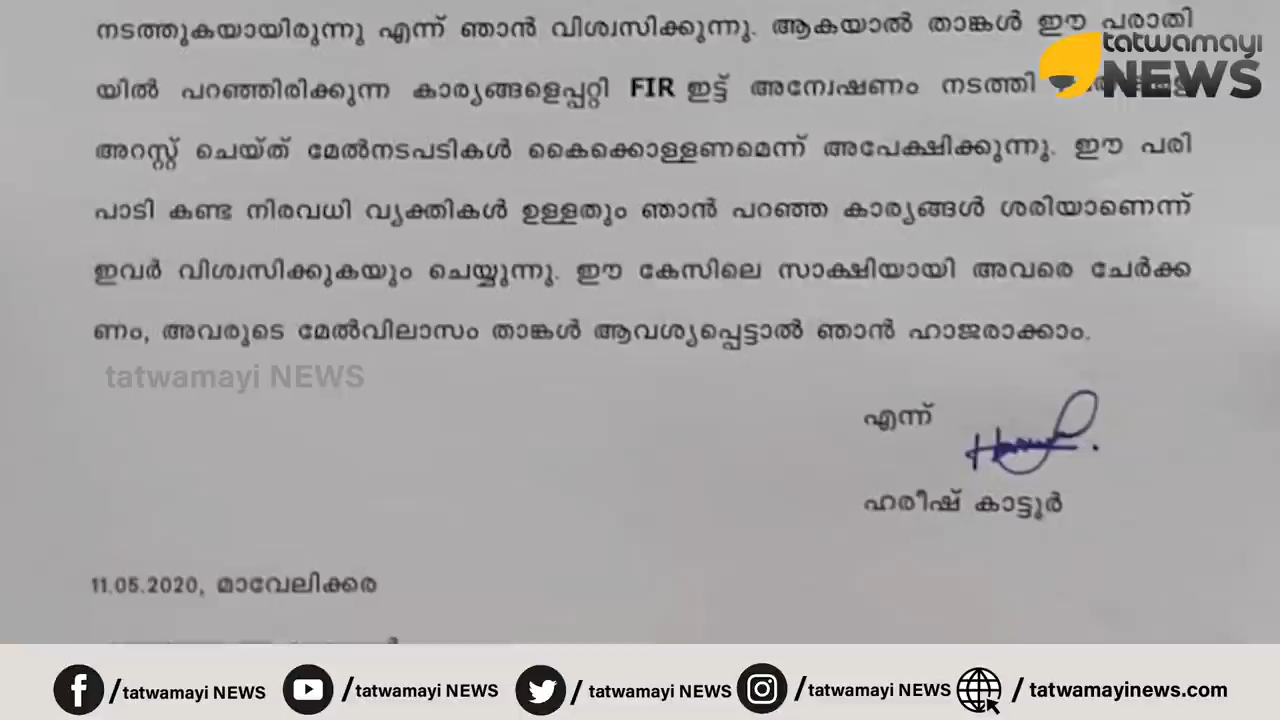 നടത്തുകയായിരുന്നു എന്ന് ഞാൻ വിശ്വസിക്കുന്നു. ആകയാൽ താങ്കൾ ഈ പരാതി
യിൽ പറഞ്ഞിരിക്കുന്ന കാര്യങ്ങളെപ്പറ്റി FIR ഇട്ട് അന്വേഷണം നടത്തി
അറസ്റ്റ് ചെയ്ത് മേൽനടപടികൾ കൈക്കൊള്ളണമെന്ന് അപേക്ഷിക്കുന്നു. ഈ പരി
പാടി കണ്ട നിരവധി വ്യക്തികൾ ഉള്ളതും ഞാൻ പറഞ്ഞ കാര്യങ്ങൾ ശരിയാണെന്ന്
ഇവർ വിശ്വസിക്കുകയും ചെയ്യുന്നു. ഈ കേസിലെ സാക്ഷിയായി അവരെ ചേർക്ക
ണം, അവരുടെ മേൽവിലാസം താങ്കൾ ആവശ്യപ്പെട്ടാൽ ഞാൻ ഹാജരാക്കാം.
എന്ന്
ഹരീഷ് കാട്ടൂർ
11.05.2020, മാവേലിക്കര
tatwamayi
NEWS
tatwamayi NEWS
/tatwamayi NEWS
/tatwamayi NEWS
/ tatwamayi NEWS
/tatwamayi NEWS
/ tatwamayinews.com